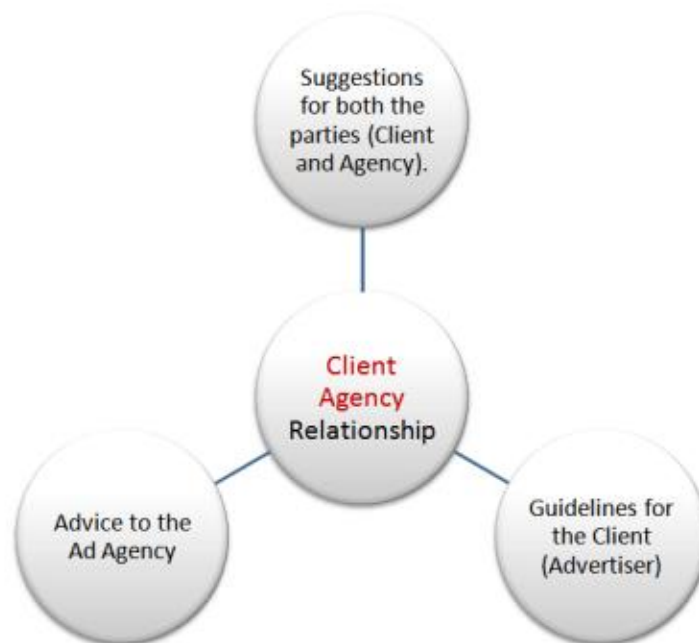 Suggestions
for both the
parties (Client
and Agency).
Client
Agency
Relationship
Advice to the
Ad Agency
Guidelines for
the Client
(Advertiser)